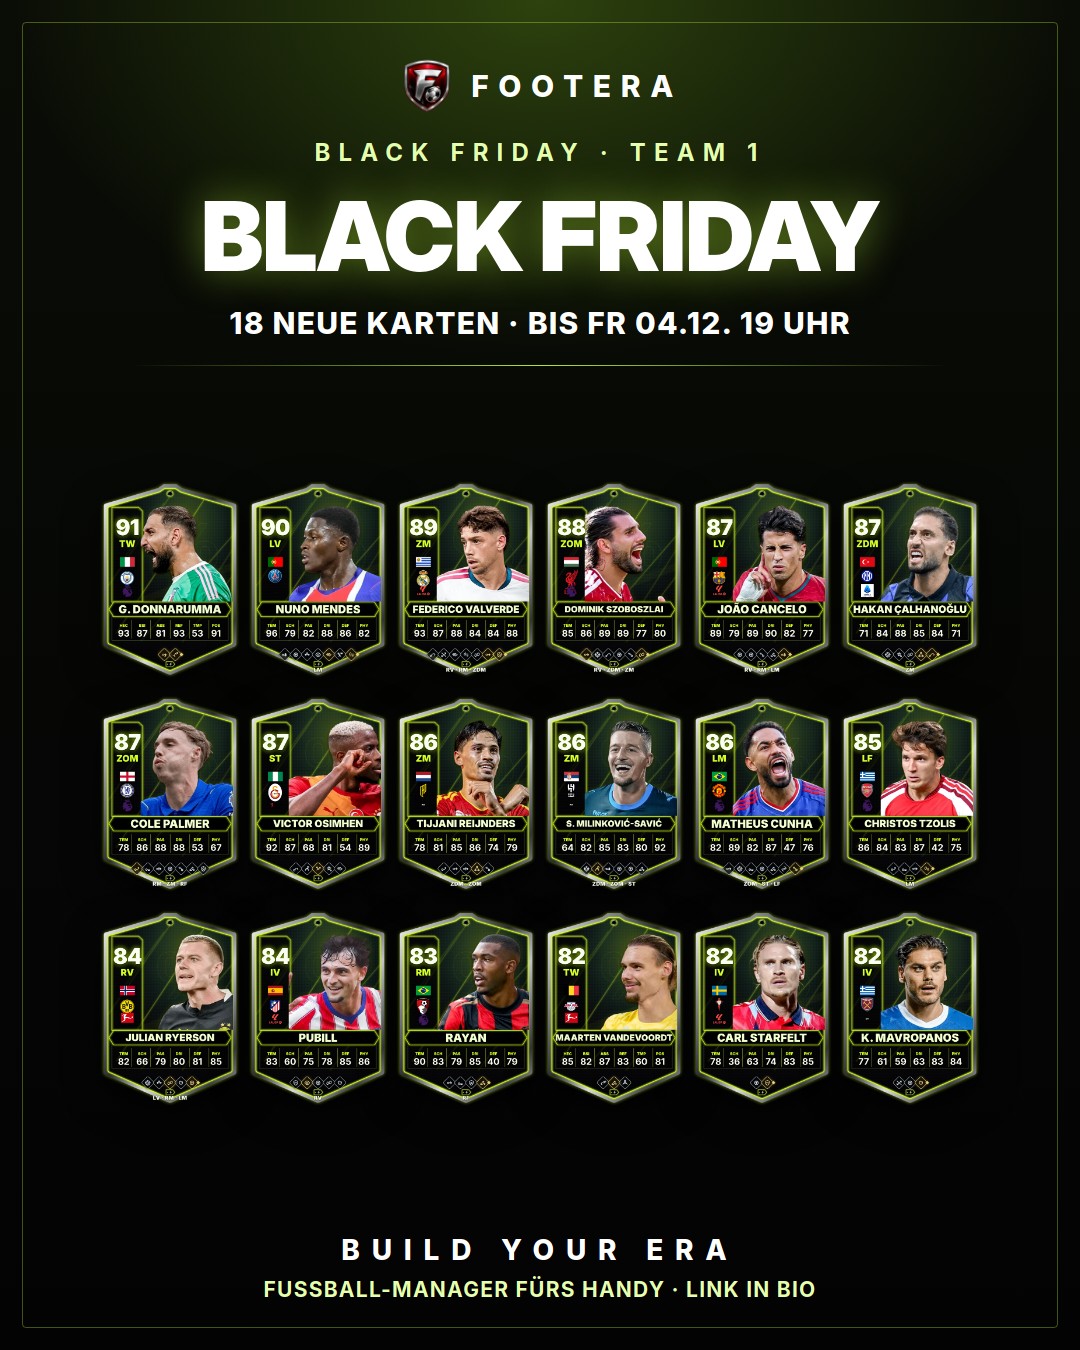 FOOTERA
BLACK FRIDAY · TEAM 1
BLACK FRIDAY
18 NEUE KARTEN · BIS FR 04.12. 19 UHR
91 90 89 88 87 87
TW LV ZM ZOM LV ZDM
G. DONNARUMMA NUNO MENDES FEDERICO VALVERDE DOMINIK SZOBOSZLAI JOÃO CANCELO HAKAN ÇALHANOĞLU
93 87 81 93 53 91 96 79 82 88 86 82 93 87 88 84 84 88 85 86 89 89 77 80 89 79 89 90 82 77 71 84 88 85 84 71
87 87 86 86 86 85
ZOM ST ZM ZM LM LF
COLE PALMER VICTOR OSIMHEN TIJJANI REIJNDERS S. MILINKOVIĆ-SAVIĆ MATHEUS CUNHA CHRISTOS TZOLIS
78 86 88 88 53 67 92 87 68 81 54 89 78 81 85 86 74 79 64 82 85 83 80 92 82 89 82 87 47 76 86 84 83 87 42 75
84 84 83 82 82 82
RV IV RM TW IV IV
JULIAN RYERSON PUBILL RAYAN MAARTEN VANDEVOORDT CARL STARFELT K. MAVROPANOS
82 66 79 80 81 85 83 60 75 78 85 86 90 83 79 85 40 79 85 82 87 83 60 81 78 36 63 74 83 85 77 61 59 63 83 84
BUILD YOUR ERA
FUSSBALL-MANAGER FÜRS HANDY · LINK IN BIO